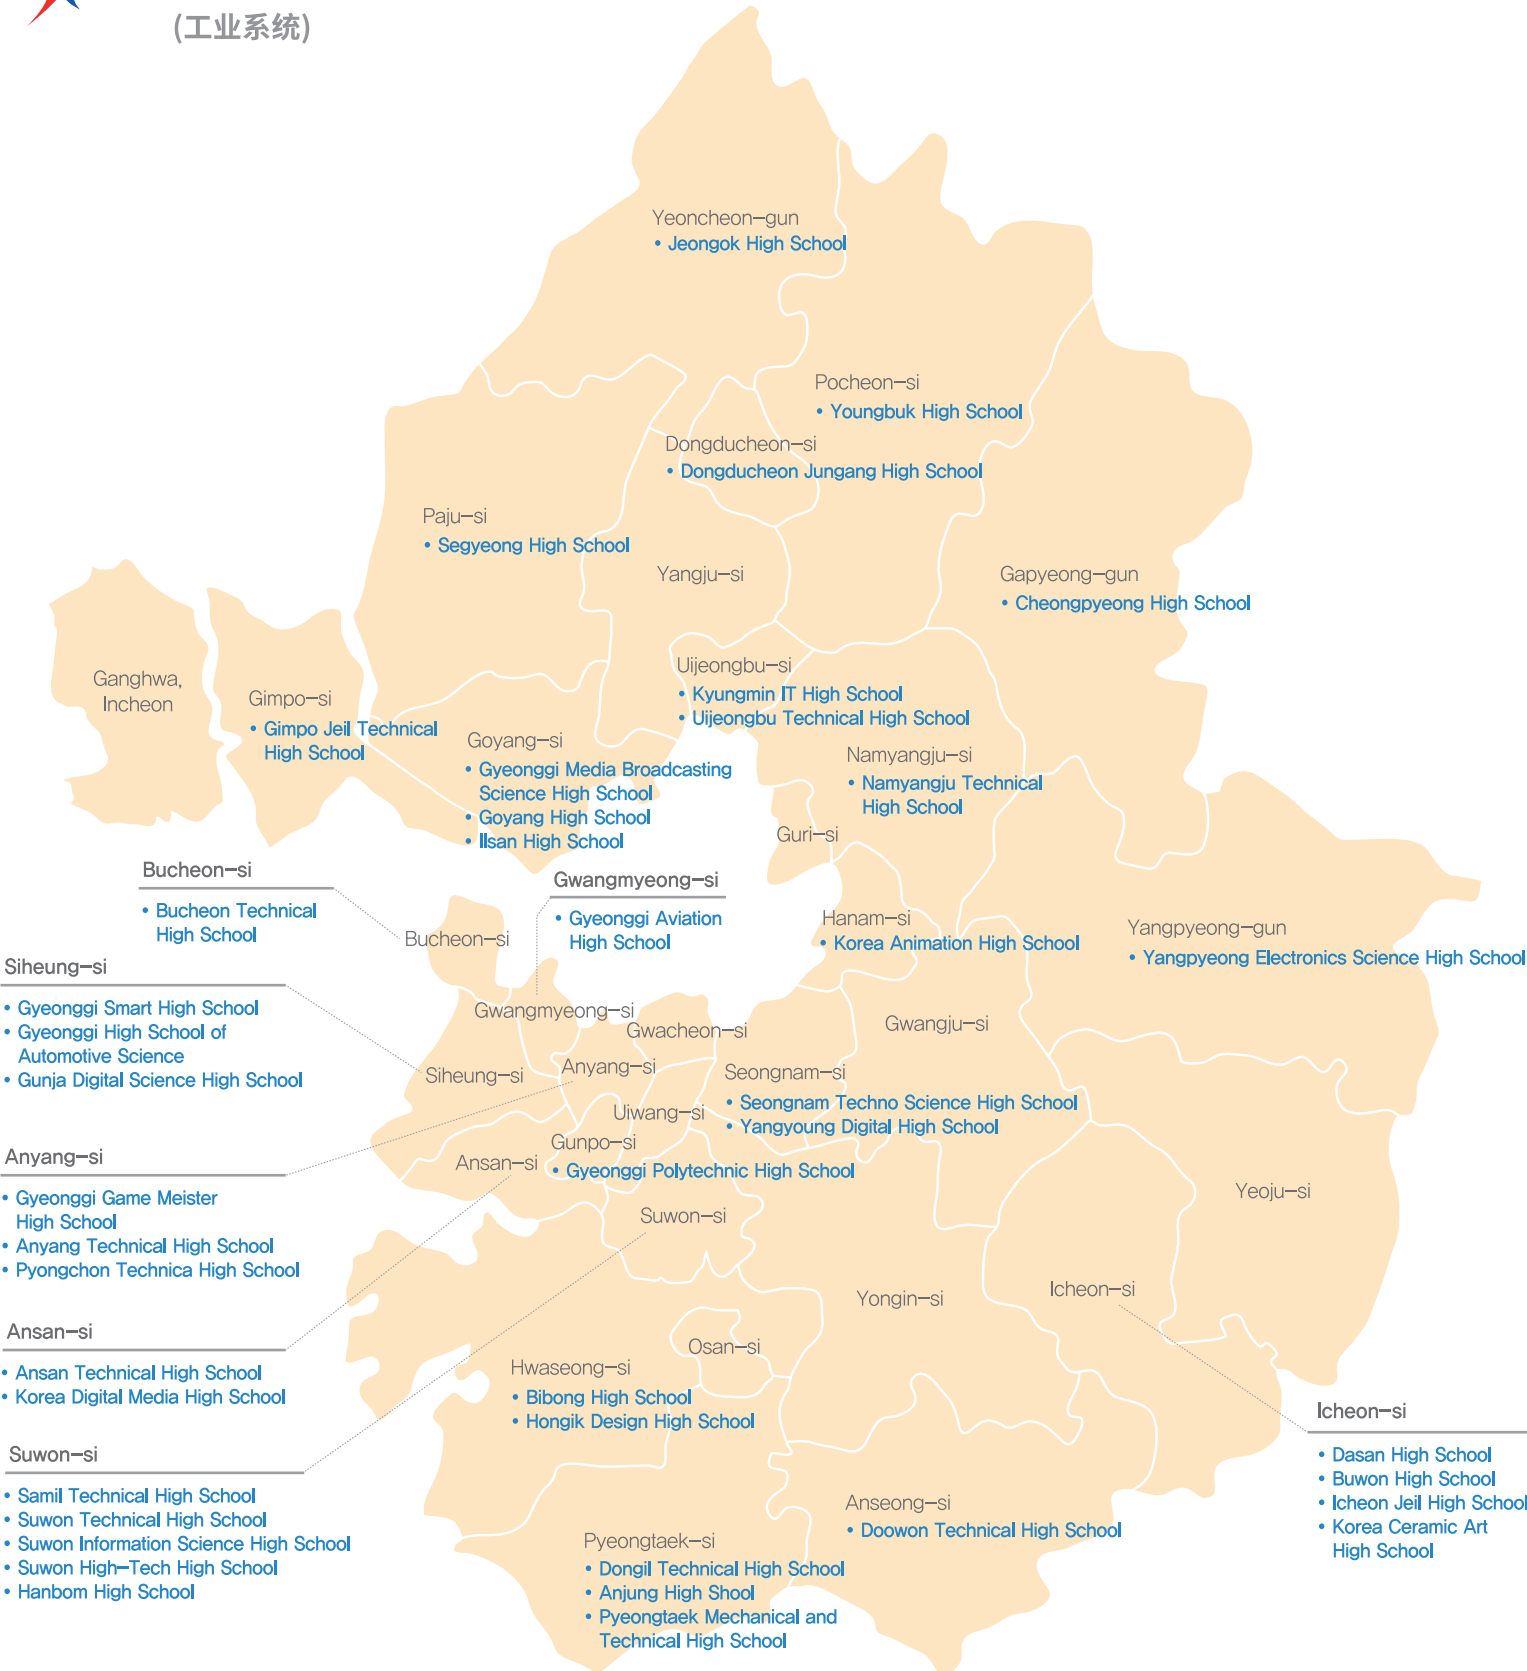 (工业系统)
Yeoncheon-gun
• Jeongok High School
Pocheon-si
• Youngbuk High School
Dongducheon-si
• Dongducheon Jungang High School
Paju-si
• Segyeong High School
Yangju-si
Gapyeong-gun
• Cheongpyeong High School
Ganghwa,
Incheon
Gimpo-si
• Gimpo Jeil Technical
High School
Uijeongbu-si
• Kyungmin IT High School
• Uijeongbu Technical High School
Goyang-si
• Gyeonggi Media Broadcasting
Science High School
• Goyang High School
• Ilsan High School
Namyangju-si
• Namyangju Technical
High School
Guri-si
Bucheon-si
• Bucheon Technical
High School
Bucheon-si
Gwangmyeong-si
• Gyeonggi Aviation
High School
Hanam-si
• Korea Animation High School
Yangpyeong-gun
• Yangpyeong Electronics Science High School
Siheung-si
• Gyeonggi Smart High School
• Gyeonggi High School of
Automotive Science
• Gunja Digital Science High School
Gwangmyeong-si
Gwacheon-si
Gwangju-si
Siheung-si
Anyang-si
Seongnam-si
• Seongnam Techno Science High School
• Yangyoung Digital High School
Uiwang-si
Gunpo-si
• Gyeonggi Polytechnic High School
Ansan-si
Anyang-si
• Gyeonggi Game Meister
High School
• Anyang Technical High School
• Pyongchon Technica High School
Suwon-si
Yeoju-si
Icheon-si
Yongin-si
Osan-si
Ansan-si
• Ansan Technical High School
• Korea Digital Media High School
Hwaseong-si
• Bibong High School
• Hongik Design High School
Suwon-si
• Samil Technical High School
• Suwon Technical High School
• Suwon Information Science High School
• Suwon High-Tech High School
• Hanbom High School
Icheon-si
• Dasan High School
• Buwon High School
• Icheon Jeil High School
• Korea Ceramic Art
High School
Anseong-si
• Doowon Technical High School
Pyeongtaek-si
• Dongil Technical High School
• Anjung High Shool
• Pyeongtaek Mechanical and
Technical High School